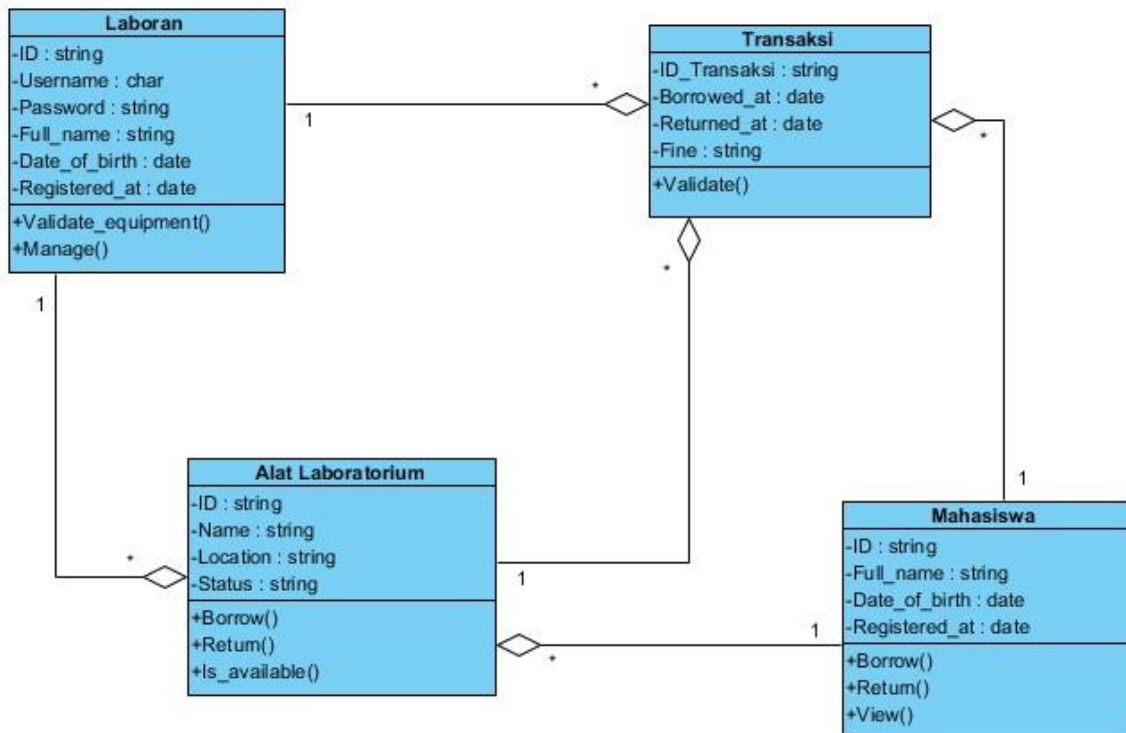 Laboran
-ID : string
-Username : char
-Password : string
-Full_name : string
-Date_of_birth : date
-Registered_at : date
+Validate_equipment()
+Manage()
1
*
Transaksi
-ID_Transaksi : string
-Borrowed_at : date
-Returned_at : date
-Fine : string
+Validate()
*
*
1
1
*
Alat Laboratorium
-ID : string
-Name : string
-Location : string
-Status : string
+Borrow()
+Return()
+Is_available()
1
*
1
Mahasiswa
-ID : string
-Full_name : string
-Date_of_birth : date
-Registered_at : date
+Borrow()
+Return()
+View()